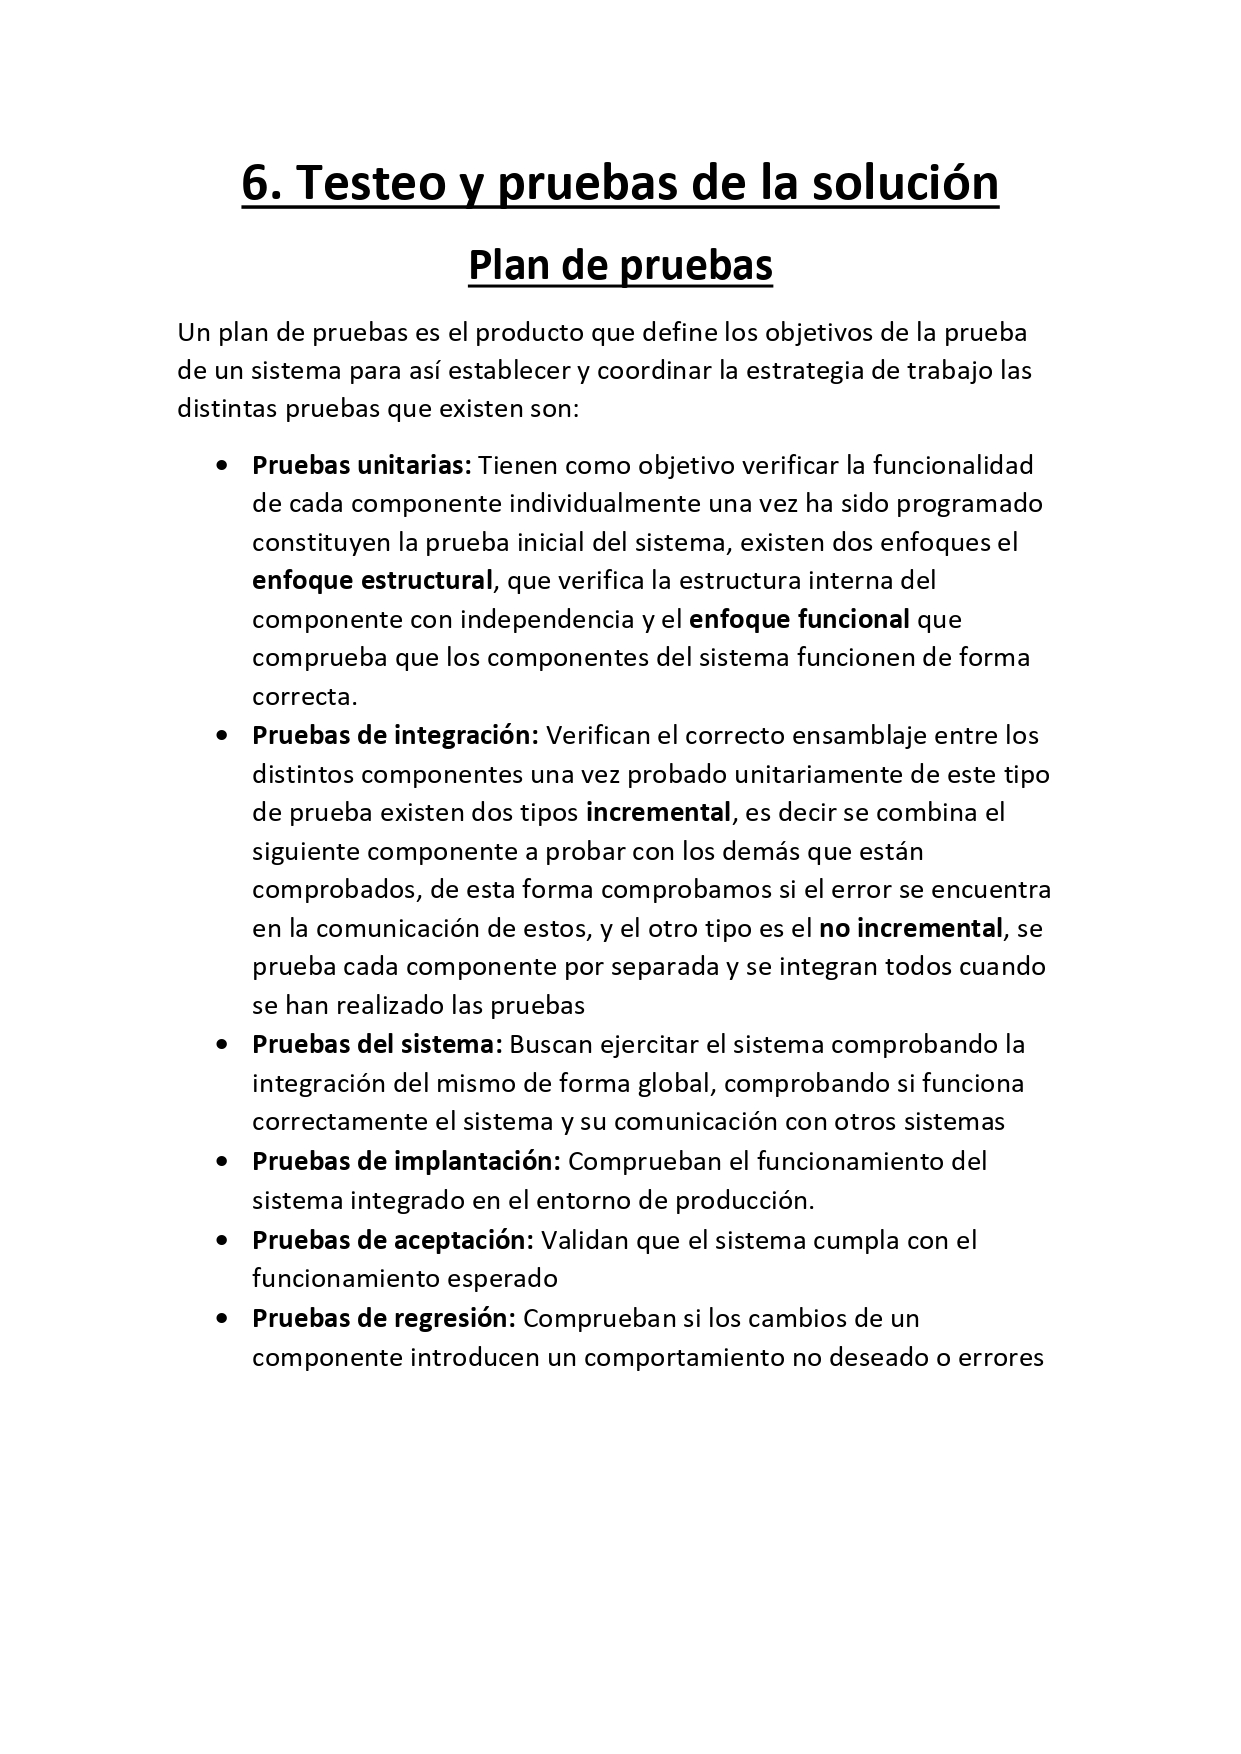 6. Testeo y pruebas de la solución
Plan de pruebas
Un plan de pruebas es el producto que define los objetivos de la prueba
de un sistema para así establecer y coordinar la estrategia de trabajo las
distintas pruebas que existen son:
• Pruebas unitarias: Tienen como objetivo verificar la funcionalidad
de cada componente individualmente una vez ha sido programado
constituyen la prueba inicial del sistema, existen dos enfoques el
enfoque estructural, que verifica la estructura interna del
componente con independencia y el enfoque funcional que
comprueba que los componentes del sistema funcionen de forma
correcta.
• Pruebas de integración: Verifican el correcto ensamblaje entre los
distintos componentes una vez probado unitariamente de este tipo
de prueba existen dos tipos incremental, es decir se combina el
siguiente componente a probar con los demás que están
comprobados, de esta forma comprobamos si el error se encuentra
en la comunicación de estos, y el otro tipo es el no incremental, se
prueba cada componente por separada y se integran todos cuando
se han realizado las pruebas
• Pruebas del sistema: Buscan ejercitar el sistema comprobando la
integración del mismo de forma global, comprobando si funciona
correctamente el sistema y su comunicación con otros sistemas
• Pruebas de implantación: Comprueban el funcionamiento del
sistema integrado en el entorno de producción.
• Pruebas de aceptación: Validan que el sistema cumpla con el
funcionamiento esperado
• Pruebas de regresión: Comprueban si los cambios de un
componente introducen un comportamiento no deseado o errores